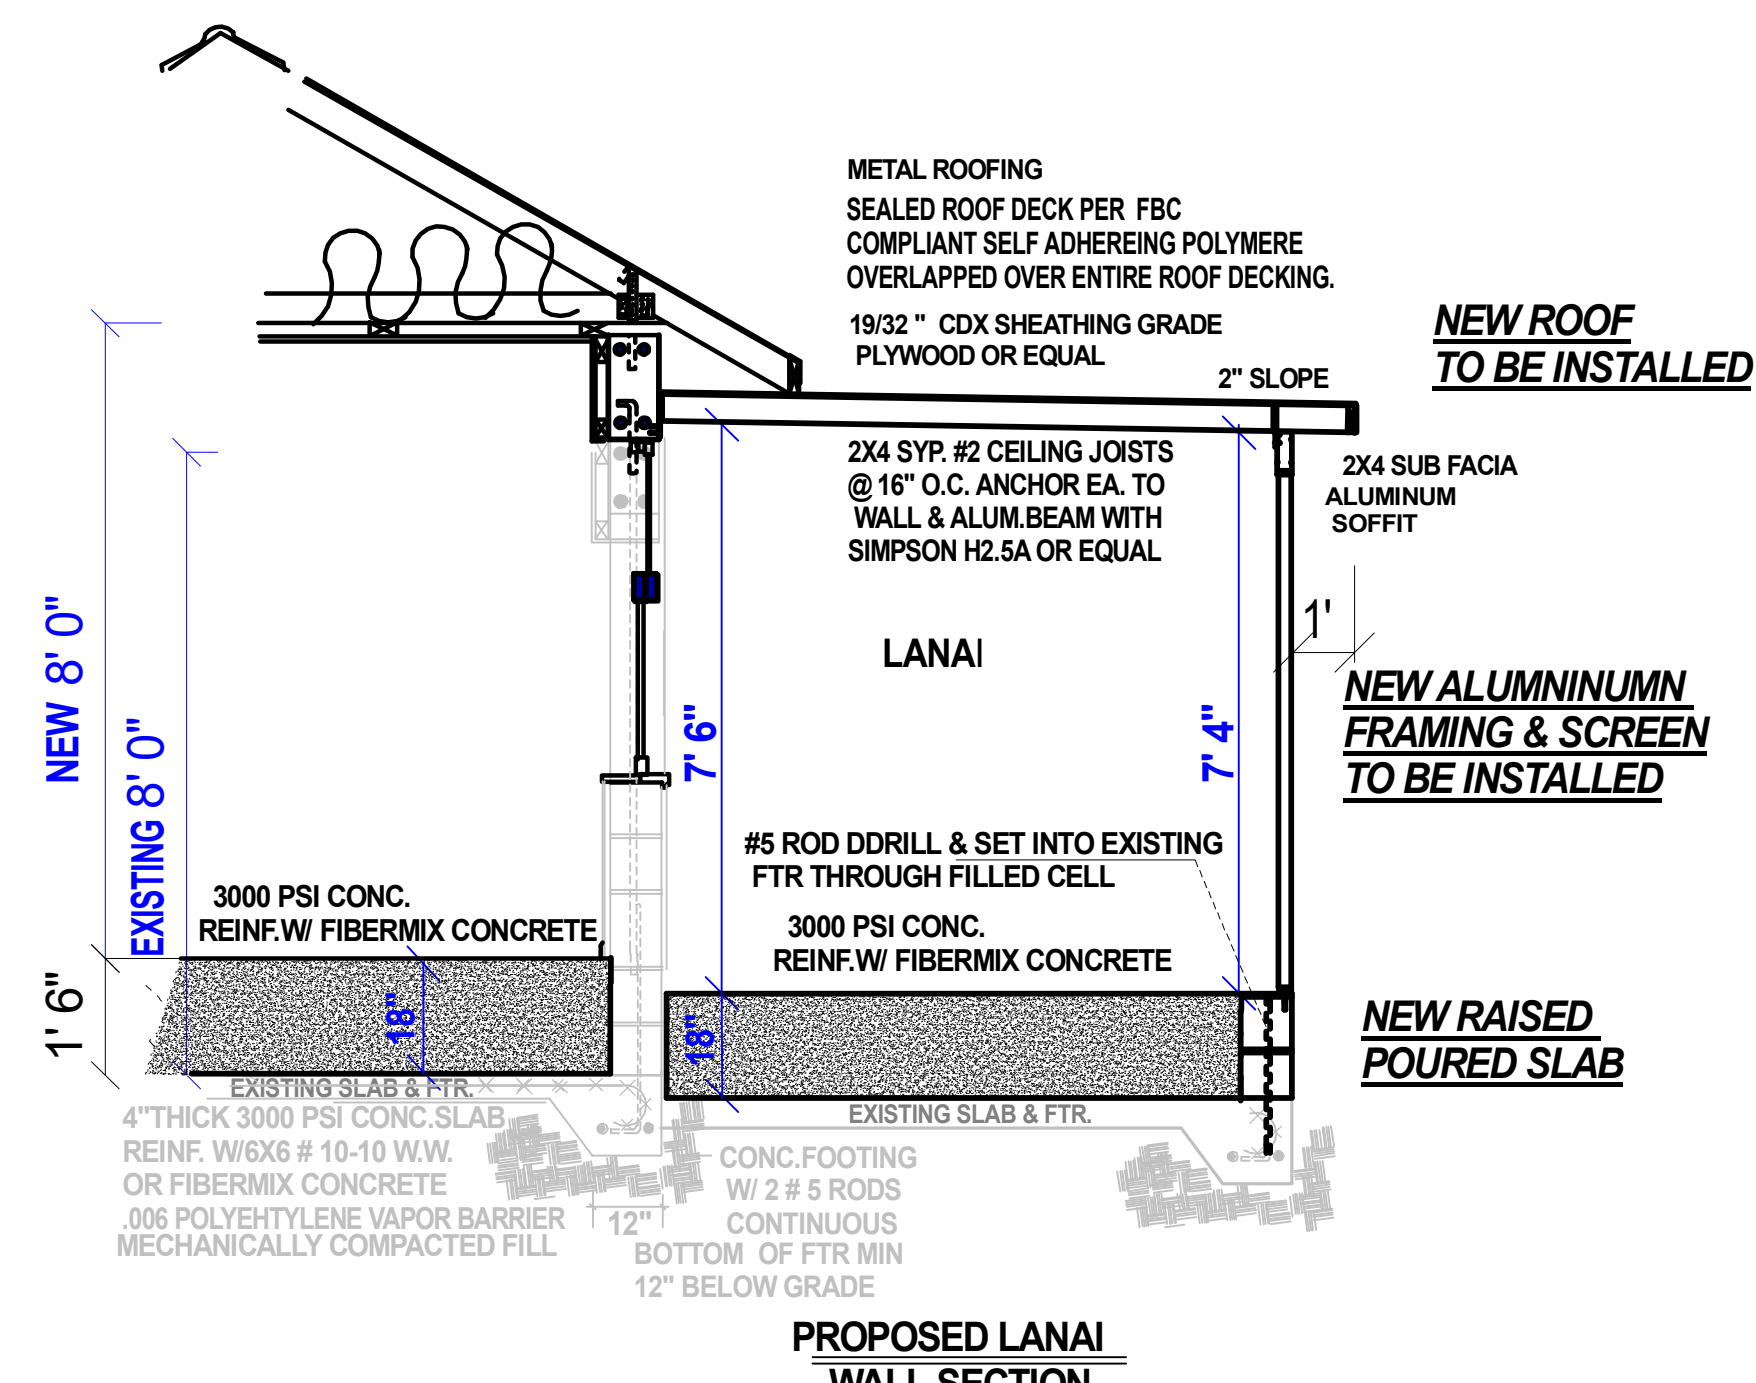 METAL ROOFING
SEALED ROOF DECK PER FBC
COMPLIANT SELF ADHEREING POLYMERE
OVERLAPPED OVER ENTIRE ROOF DECKING.
19/32 " CDX SHEATHING GRADE
PLYWOOD OR EQUAL
NEW ROOF
TO BE INSTALLED
2" SLOPE
2X4 SYP. #2 CEILING JOISTS
@ 16" O.C. ANCHOR EA. TO
WALL & ALUM.BEAM WITH
SIMPSON H2.5A OR EQUAL
2X4 SUB FACIA
ALUMINUM
SOFFIT
1'
LANAI
NEW 8' 0"
EXISTING 8' 0"
7' 6"
7' 4"
NEW ALUMNINUMN
FRAMING & SCREEN
TO BE INSTALLED
#5 ROD DDRILL & SET INTO EXISTING
FTR THROUGH FILLED CELL
3000 PSI CONC.
REINF.W/ FIBERMIX CONCRETE
3000 PSI CONC.
REINF.W/ FIBERMIX CONCRETE
1' 6"
18"
18"
NEW RAISED
POURED SLAB
EXISTING SLAB & FTR.
EXISTING SLAB & FTR.
4"THICK 3000 PSI CONC.SLAB
REINF. W/6X6 # 10-10 W.W.
OR FIBERMIX CONCRETE
.006 POLYEHTYLENE VAPOR BARRIER
MECHANICALLY COMPACTED FILL
12"
CONC.FOOTING
W/ 2 # 5 RODS
CONTINUOUS
BOTTOM OF FTR MIN
12" BELOW GRADE
PROPOSED LANAI
WALL SECTION